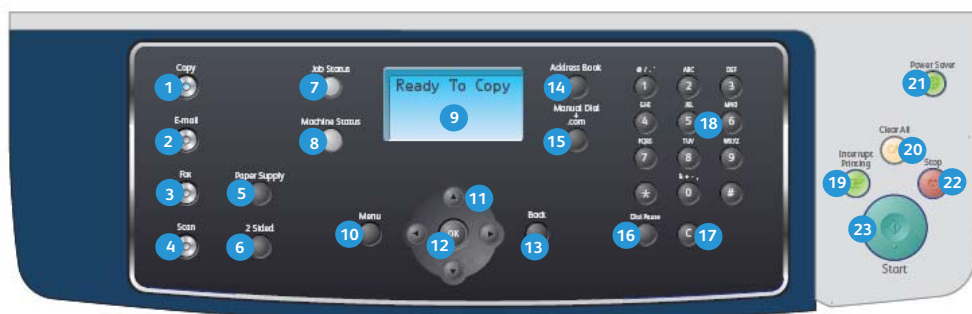 Copy
1
E-mail
2
Fax
3
Scan
4
Paper Supply
5
2 Sided
6
Job Status
7
Machine Status
8
Ready To Copy
9
Menu
10
11
OK
12
Back
13
Address Book
14
Manual Dial
.com
15
@ / . '
1
ABC
2
DEF
3
GHI
4
JKL
5
MNO
6
18
PQRS
7
TUV
8
WXYZ
9
*
0
#
Dial Pause
16
C
17
Power Saver
21
Clear All
20
Interrupt
Printing
19
Stop
22
23
Start